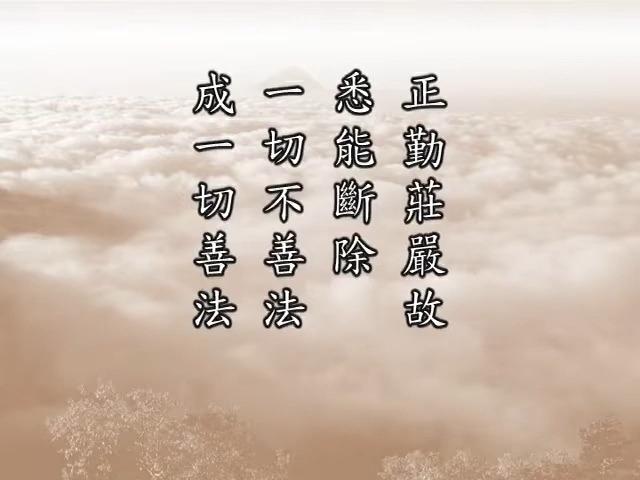 正勤莊嚴故
悉能斷除
一切不善法
成一切善法